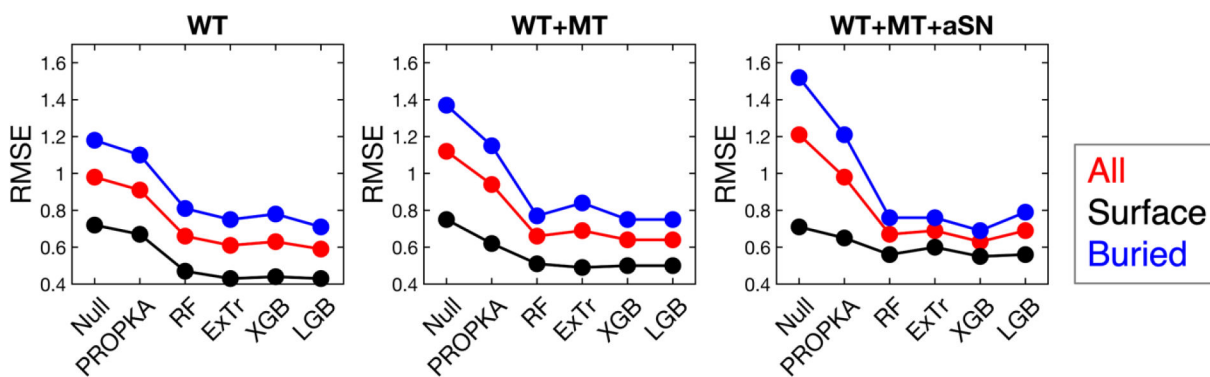 WT
WT+MT
WT+MT+aSN
RMSE
1.6
1.4
1.2
1
0.8
0.6
0.4
Null
PROPKA
RF
ExTr
XGB
LGB
RMSE
1.6
1.4
1.2
1
0.8
0.6
0.4
Null
PROPKA
RF
ExTr
XGB
LGB
RMSE
1.6
1.4
1.2
1
0.8
0.6
0.4
Null
PROPKA
RF
ExTr
XGB
LGB
All
Surface
Buried